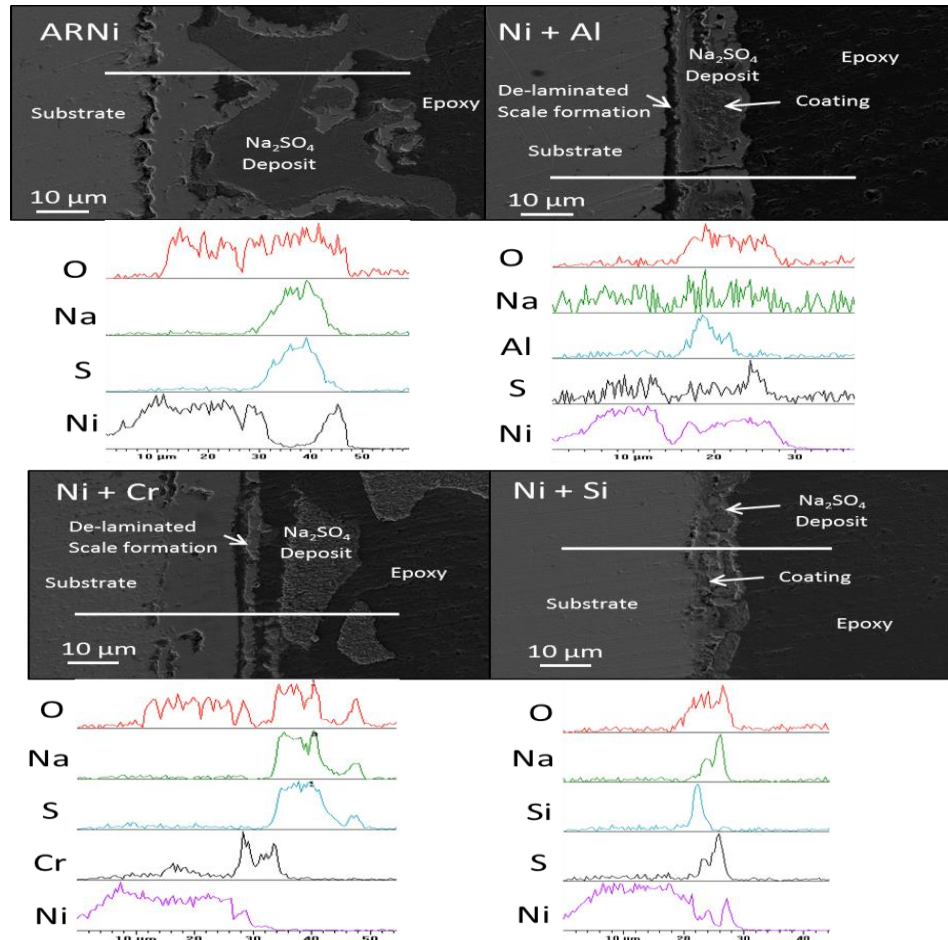 ARNi
Substrate
Na₂SO₄
Deposit
Epoxy
10 μm
Ni + Al
Na₂SO₄
Deposit
Epoxy
De-laminated
Scale formation
Coating
Substrate
10 μm
O
Na
S
Ni
10 μm 20 30 40 50
O
Na
Al
S
Ni
10 μm 20 30
Ni + Cr
De-laminated
Scale formation
Na₂SO₄
Deposit
Substrate
Epoxy
10 μm
Ni + Si
Na₂SO₄
Deposit
Coating
Substrate
Epoxy
10 μm
O
Na
S
Cr
Ni
10 μm 20 30 40 50
O
Na
Si
S
Ni
10 μm 20 30 40